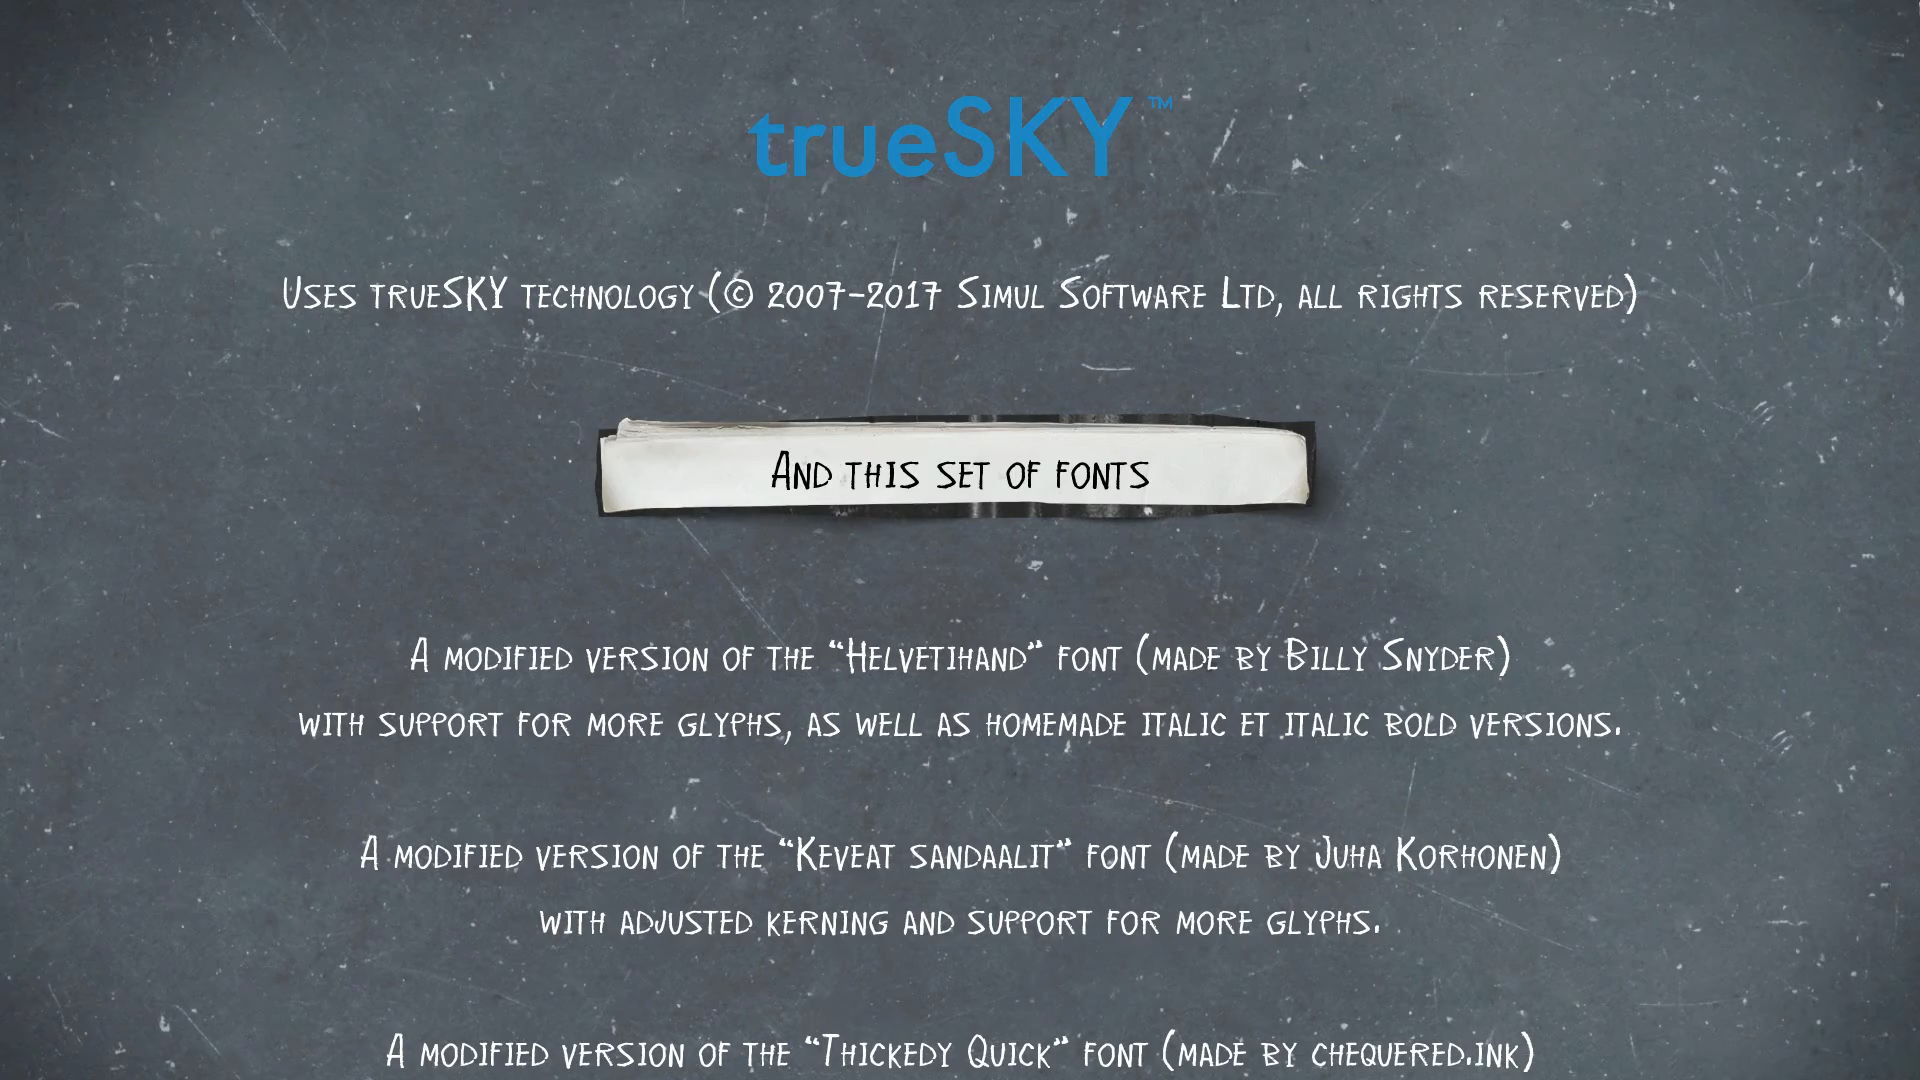 trueSKY™
Uses trueSKY technology (© 2007-2017 Simul Software Ltd, all rights reserved)
And this set of fonts
A modified version of the “Helvetihand” font (made by Billy Snyder)
with support for more glyphs, as well as homemade italic et italic bold versions.
A modified version of the “Keveat sandaalit” font (made by Juha Korhonen)
with adjusted kerning and support for more glyphs.
A modified version of the “Thickedy Quick” font (made by chequered.ink)